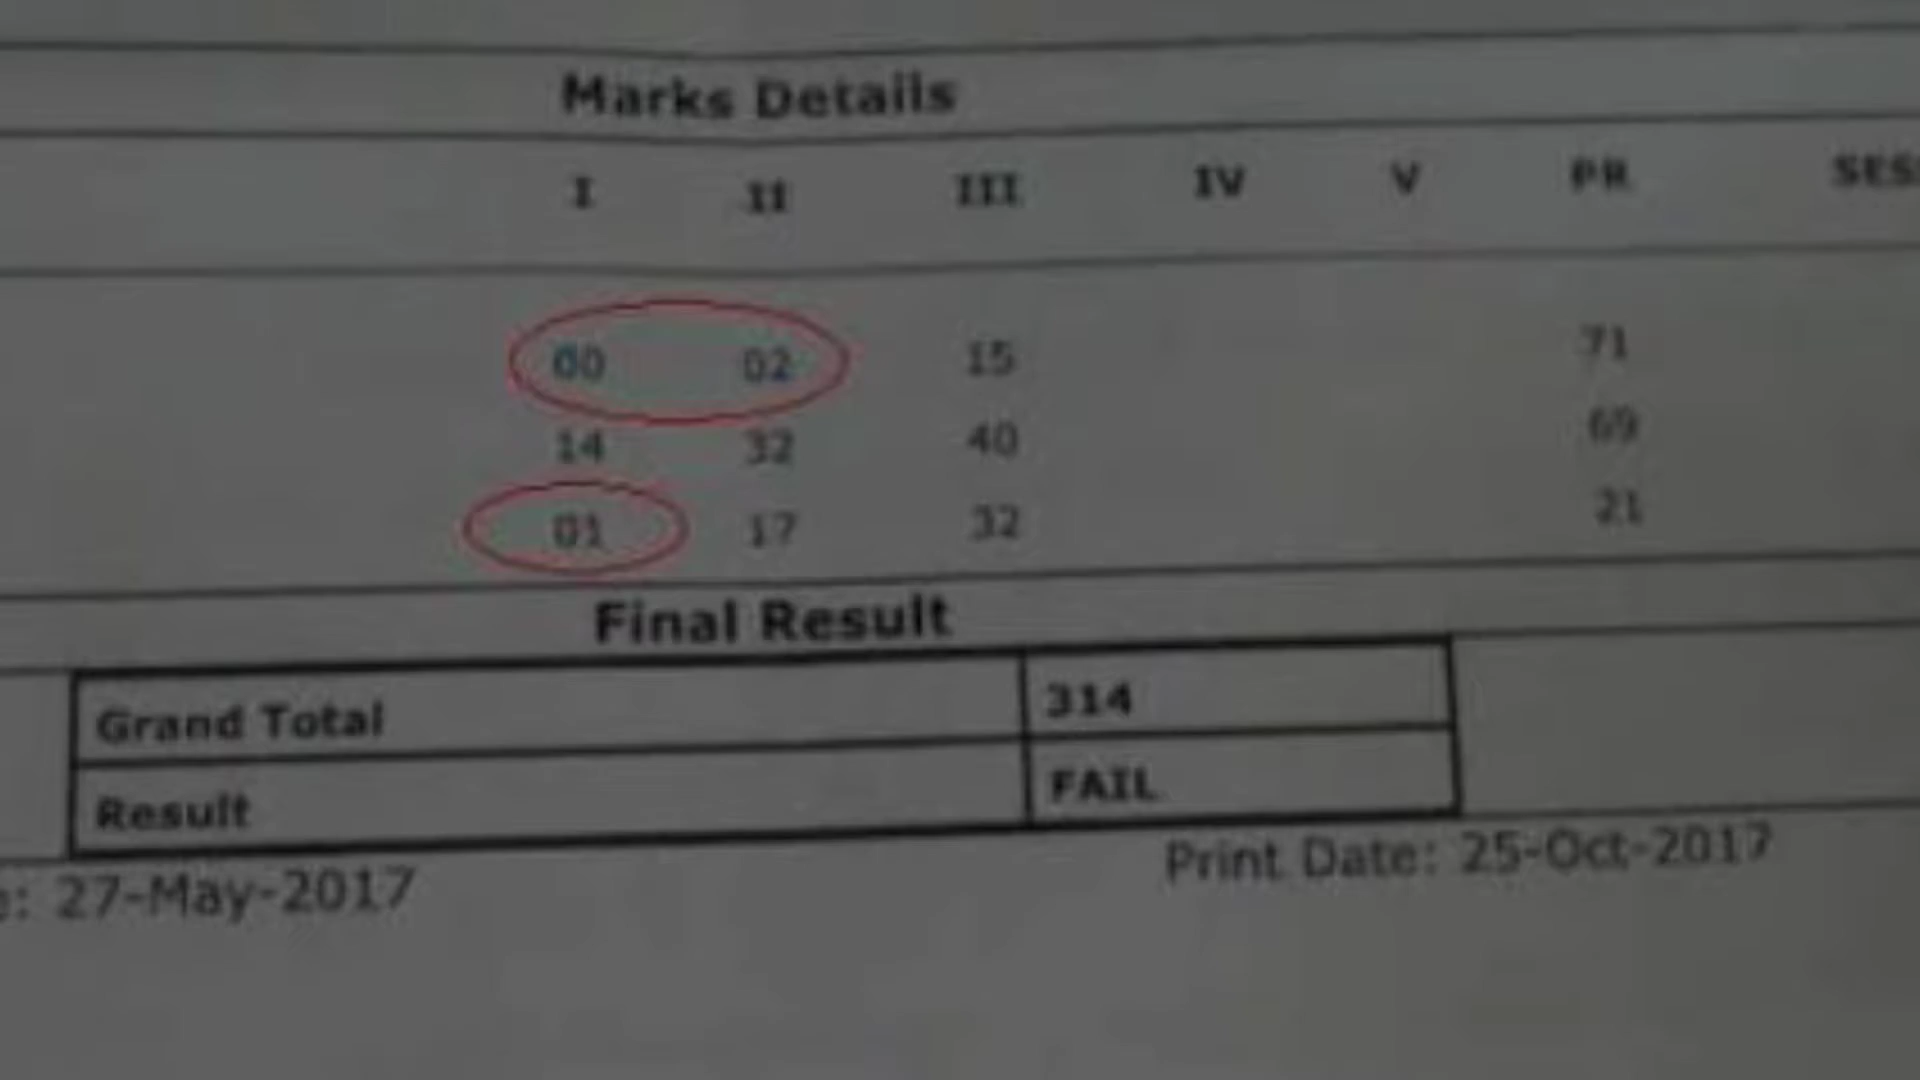 Marks Details
I II III IV V PR SES
00 02 15 71
14 32 40 69
01 17 32 21
Final Result
Grand Total 314
Result FAIL
: 27-May-2017 Print Date: 25-Oct-2017